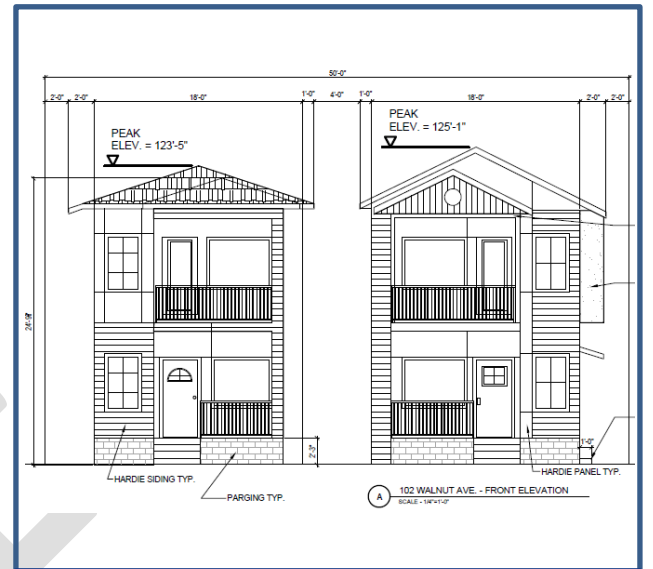 50'-0"
2'-0" 2'-0" 18'-0" 1'-0" 4'-0" 1'-0" 18'-0" 2'-0" 2'-0"
PEAK
ELEV. = 123'-5"
PEAK
ELEV. = 125'-1"
2'-3"
1'-0"
HARDIE SIDING TYP.
PARGING TYP.
HARDIE PANEL TYP.
A
102 WALNUT AVE. - FRONT ELEVATION
SCALE - 1/4"=1'-0"